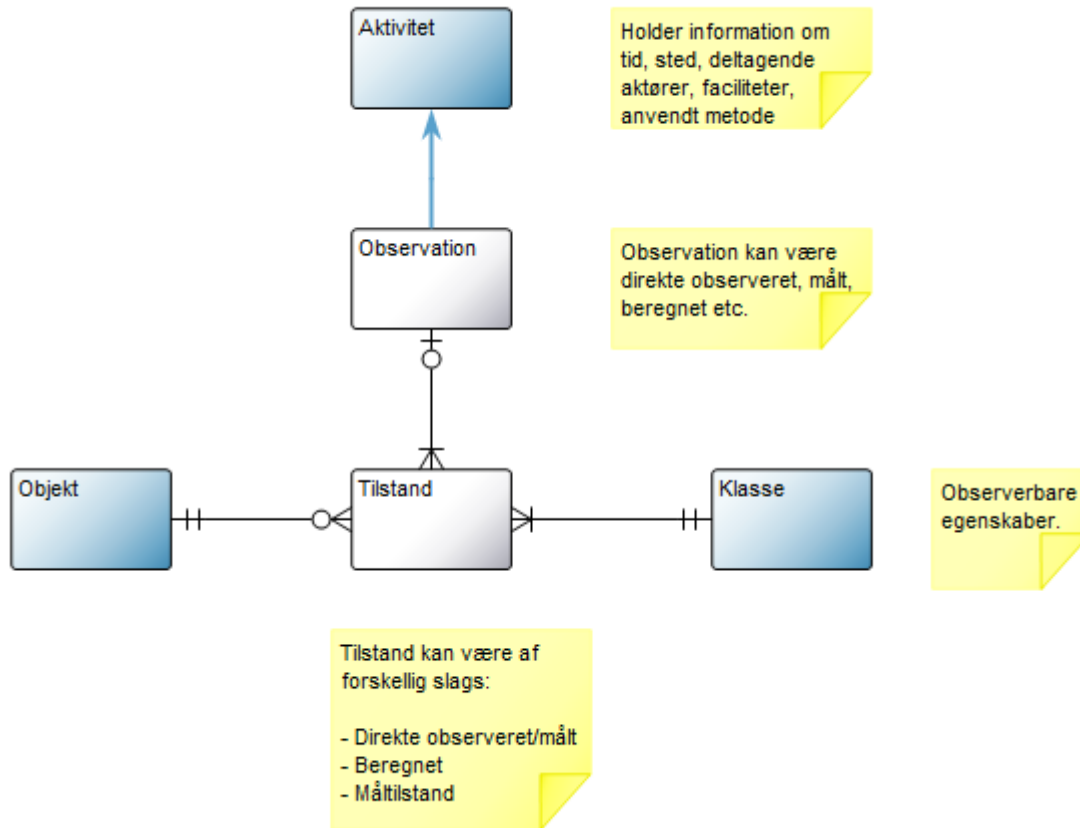 Aktivitet
Holder information om
tid, sted, deltagende
aktører, faciliteter,
anvendt metode
Observation
Observation kan være
direkte observeret, målt,
beregnet etc.
Objekt
Tilstand
Klasse
Observerbare
egenskaber.
Tilstand kan være af
forskellig slags:
- Direkte observeret/målt
- Beregnet
- Måltilstand